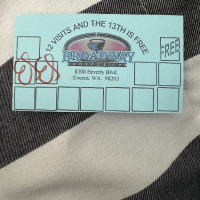 12 VISITS AND THE 13TH IS FREE
BROADWAY
8300 Beverly Blvd
Everett, WA. 98203
FREE